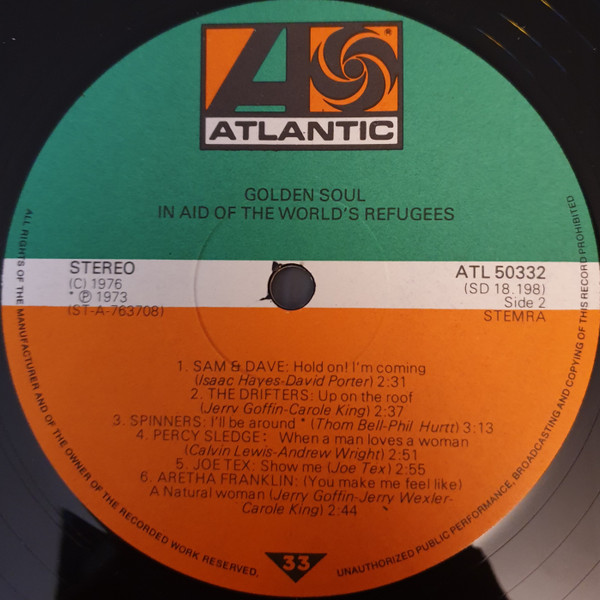 ATLANTIC
®
GOLDEN SOUL
IN AID OF THE WORLD'S REFUGEES
STEREO
(C) 1976
* Ⓟ 1973
(ST-A-763708)
ATL 50332
(SD 18.198)
Side 2
STEMRA
1. SAM & DAVE: Hold on! I'm coming
(Isaac Hayes-David Porter) 2:31
2. THE DRIFTERS: Up on the roof
(Jerry Goffin-Carole King) 2:37
3. SPINNERS: I'll be around * (Thom Bell-Phil Hurtt) 3:13
4. PERCY SLEDGE: When a man loves a woman
(Calvin Lewis-Andrew Wright) 2:51
5. JOE TEX: Show me (Joe Tex) 2:55
6. ARETHA FRANKLIN: (You make me feel like)
A Natural woman (Jerry Goffin-Jerry Wexler-
Carole King) 2:44
33
ALL RIGHTS OF THE MANUFACTURER AND OF THE OWNER OF THE RECORDED WORK RESERVED.
UNAUTHORIZED PUBLIC PERFORMANCE, BROADCASTING AND COPYING OF THIS RECORD PROHIBITED